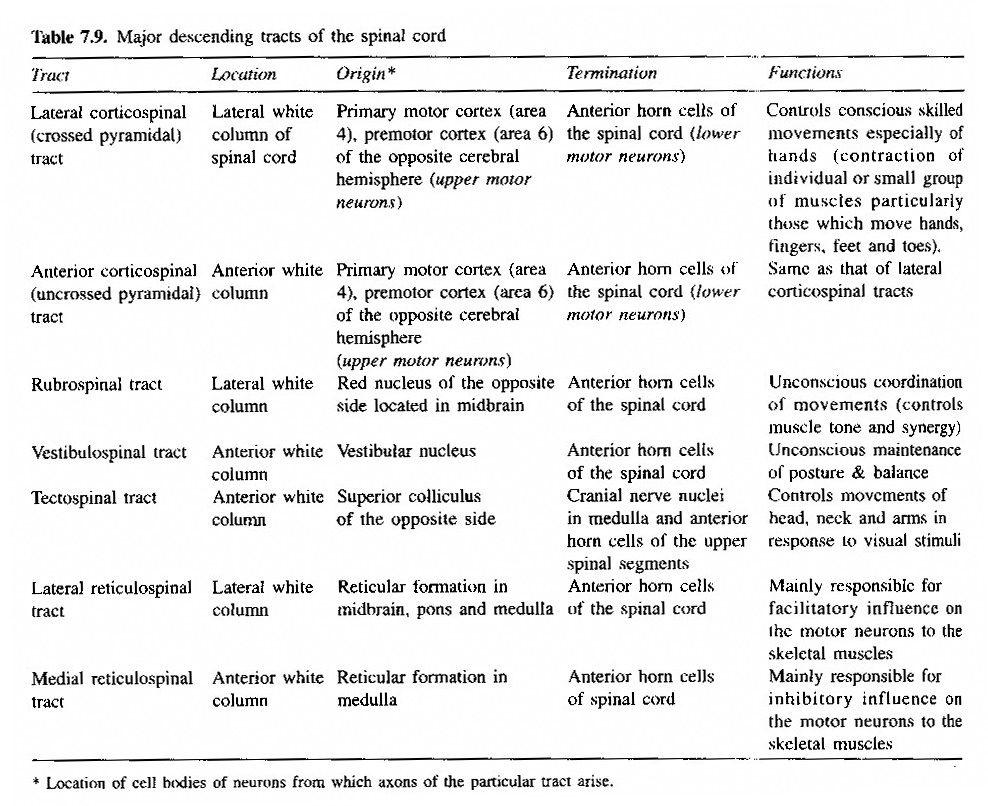 Table 7.9. Major descending tracts of the spinal cord
Tract Location Origin* Termination Functions
Lateral corticospinal Lateral white Primary motor cortex (area Anterior horn cells of Controls conscious skilled
(crossed pyramidal) column of 4), premotor cortex (area 6) the spinal cord (lower movements especially of
tract spinal cord of the opposite cerebral motor neurons) hands (contraction of
hemisphere (upper motor individual or small group
neurons) of muscles particularly
those which move hands,
fingers, feet and toes).
Anterior corticospinal Anterior white Primary motor cortex (area Anterior horn cells of Same as that of lateral
(uncrossed pyramidal) column 4), premotor cortex (area 6) the spinal cord (lower corticospinal tracts
tract of the opposite cerebral motor neurons)
hemisphere
(upper motor neurons)
Rubrospinal tract Lateral white Red nucleus of the opposite Anterior horn cells Unconscious coordination
column side located in midbrain of the spinal cord of movements (controls
muscle tone and synergy)
Vestibulospinal tract Anterior white Vestibular nucleus Anterior horn cells Unconscious maintenance
column of the spinal cord of posture & balance
Tectospinal tract Anterior white Superior colliculus Cranial nerve nuclei Controls movements of
column of the opposite side in medulla and anterior head, neck and arms in
horn cells of the upper response to visual stimuli
spinal segments
Lateral reticulospinal Lateral white Reticular formation in Anterior horn cells Mainly responsible for
tract column midbrain, pons and medulla of the spinal cord facilitatory influence on
the motor neurons to the
skeletal muscles
Medial reticulospinal Anterior white Reticular formation in Anterior horn cells Mainly responsible for
tract column medulla of spinal cord inhibitory influence on
the motor neurons to the
skeletal muscles
* Location of cell bodies of neurons from which axons of the particular tract arise.